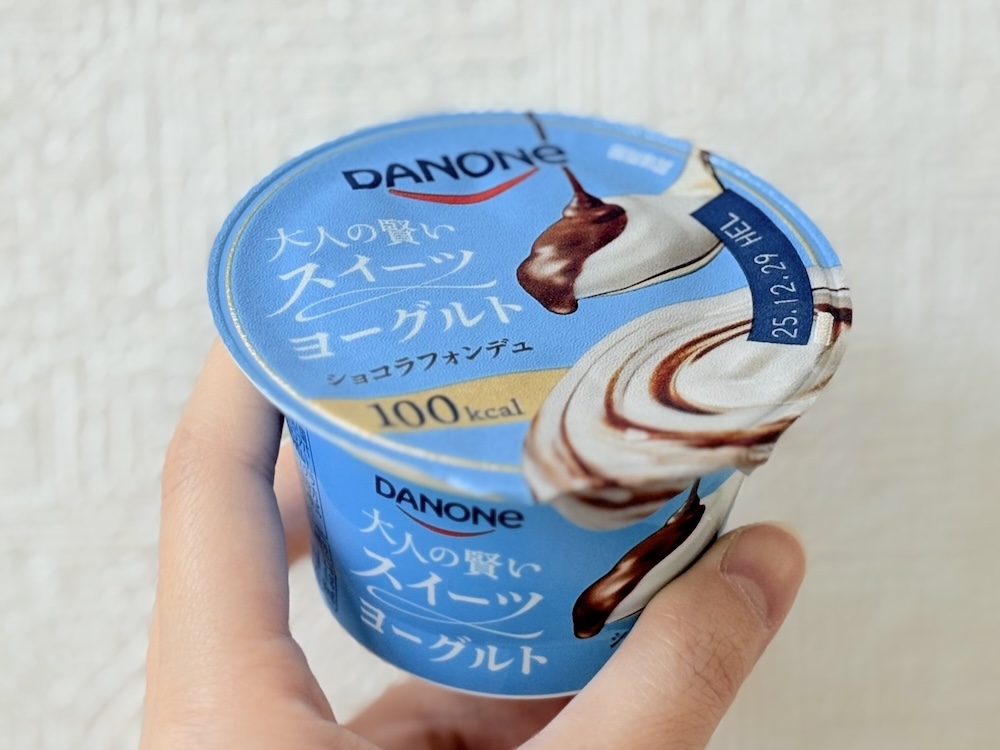 DANONE
大人の賢い
スイーツ
ヨーグルト
ショコラフォンデュ
100kcal
25.12.29 HEL
DANONE
大人の賢い
スイーツ
ヨーグルト